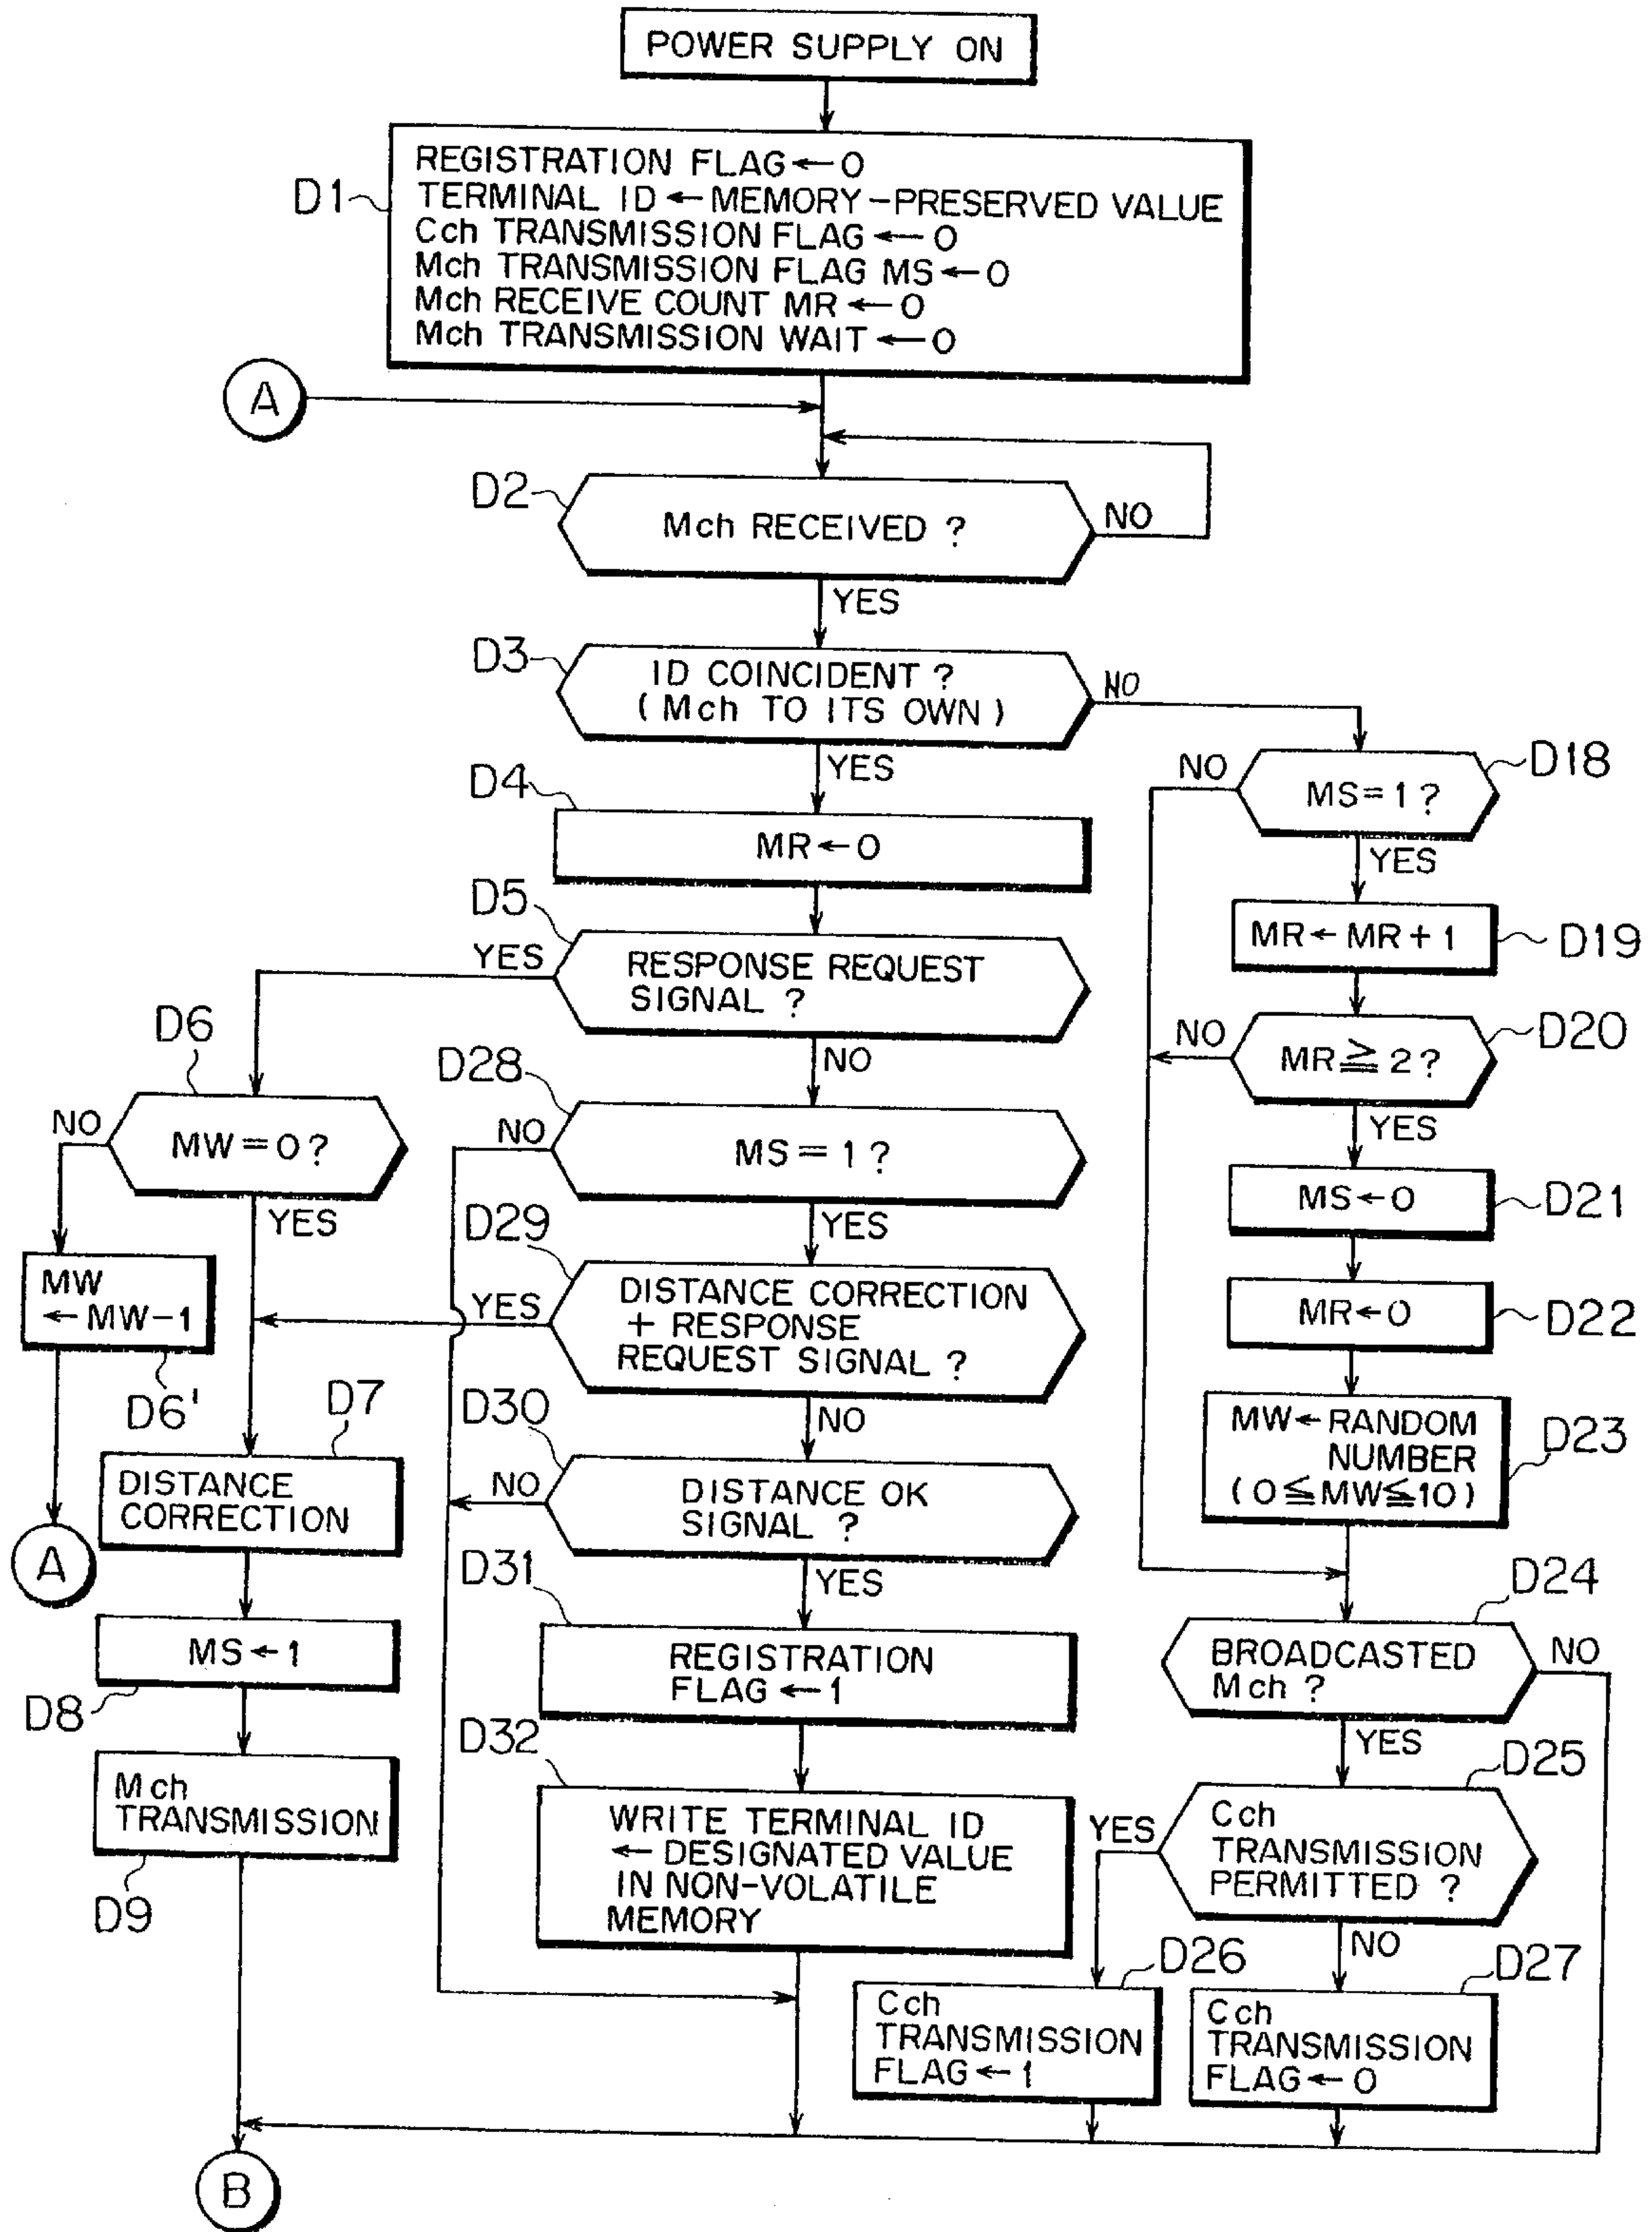 POWER SUPPLY ON
D1
REGISTRATION FLAG ← 0
TERMINAL ID ← MEMORY-PRESERVED VALUE
Cch TRANSMISSION FLAG ← 0
Mch TRANSMISSION FLAG MS ← 0
Mch RECEIVE COUNT MR ← 0
Mch TRANSMISSION WAIT ← 0
A
D2
Mch RECEIVED ?
NO
YES
D3
ID COINCIDENT ?
( Mch TO ITS OWN )
NO
YES
D4
MR ← 0
D18
MS = 1 ?
NO
YES
D19
MR ← MR + 1
D5
RESPONSE REQUEST
SIGNAL ?
YES
NO
D20
MR ≧ 2 ?
NO
YES
D6
MW = 0 ?
NO
YES
D28
MS = 1 ?
NO
YES
D21
MS ← 0
MW
← MW-1
D6'
D29
DISTANCE CORRECTION
+ RESPONSE
REQUEST SIGNAL ?
YES
NO
D22
MR ← 0
D7
DISTANCE
CORRECTION
A
D30
DISTANCE OK
SIGNAL ?
NO
YES
D23
MW ← RANDOM
NUMBER
( 0 ≦ MW ≦ 10 )
D8
MS ← 1
D31
REGISTRATION
FLAG ← 1
D24
BROADCASTED
Mch ?
NO
YES
D9
Mch
TRANSMISSION
D32
WRITE TERMINAL ID
← DESIGNATED VALUE
IN NON-VOLATILE
MEMORY
D25
Cch
TRANSMISSION
PERMITTED ?
YES
NO
D26
Cch
TRANSMISSION
FLAG ← 1
D27
Cch
TRANSMISSION
FLAG ← 0
B